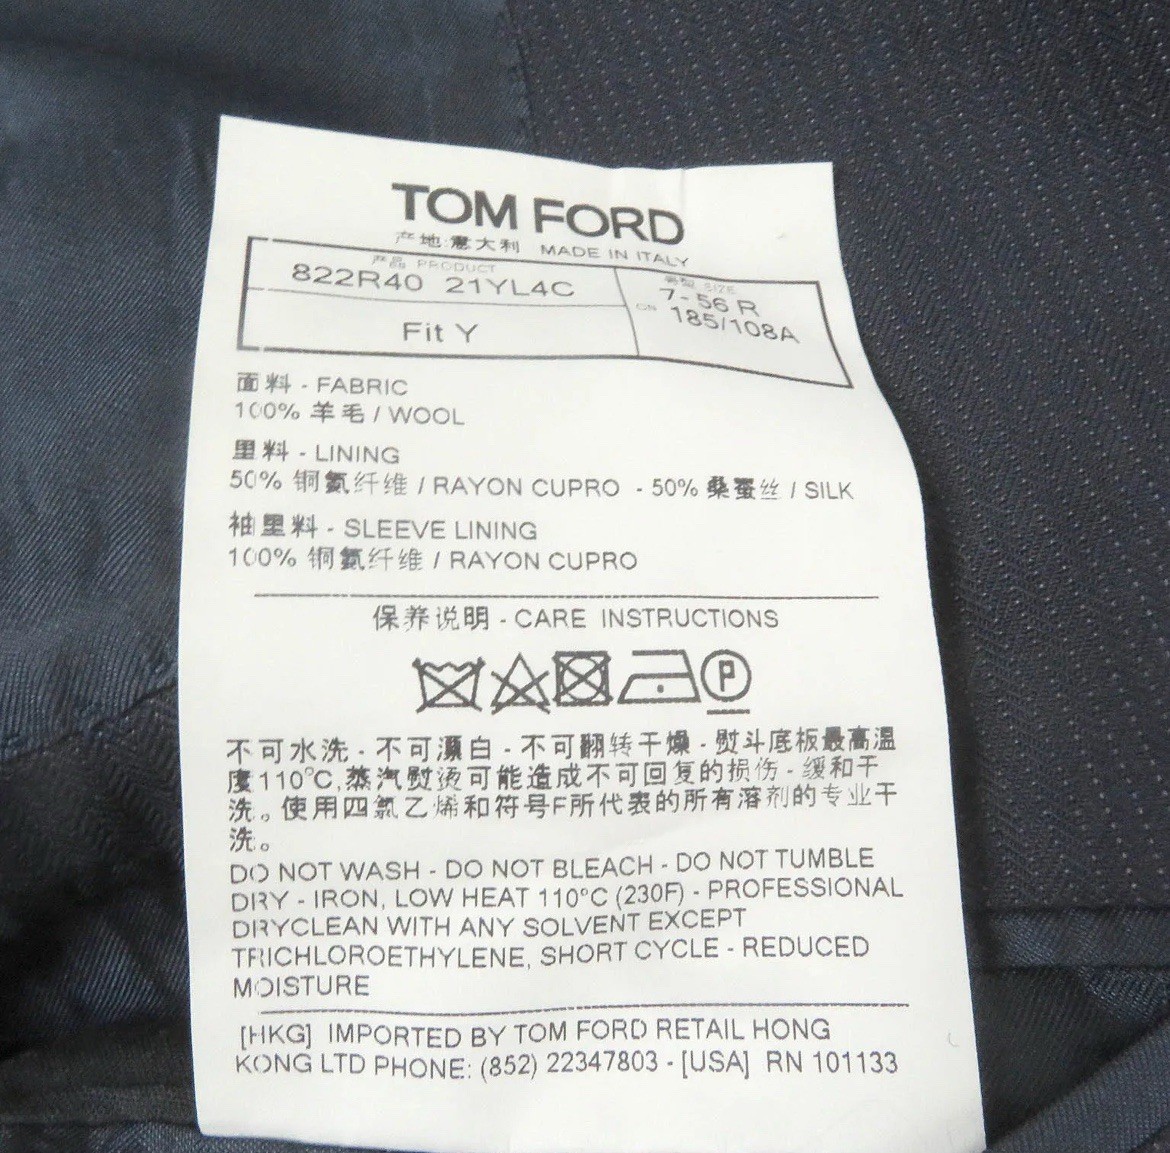 TOM FORD
产地:意大利 MADE IN ITALY
产品 PRODUCT
822R40 21YL4C
号型 SIZE
7-56 R
CN 185/108A
Fit Y
面料 - FABRIC
100% 羊毛 / WOOL
里料 - LINING
50% 铜氨纤维 / RAYON CUPRO - 50% 桑蚕丝 / SILK
袖里料 - SLEEVE LINING
100% 铜氨纤维 / RAYON CUPRO
保养说明 - CARE INSTRUCTIONS
P
不可水洗 - 不可漂白 - 不可翻转干燥 - 熨斗底板最高温
度110°C,蒸汽熨烫可能造成不可回复的损伤 - 缓和干
洗。使用四氯乙烯和符号F所代表的所有溶剂的专业干
洗。
DO NOT WASH - DO NOT BLEACH - DO NOT TUMBLE
DRY - IRON, LOW HEAT 110°C (230F) - PROFESSIONAL
DRYCLEAN WITH ANY SOLVENT EXCEPT
TRICHLOROETHYLENE, SHORT CYCLE - REDUCED
MOISTURE
[HKG] IMPORTED BY TOM FORD RETAIL HONG
KONG LTD PHONE: (852) 22347803 - [USA] RN 101133